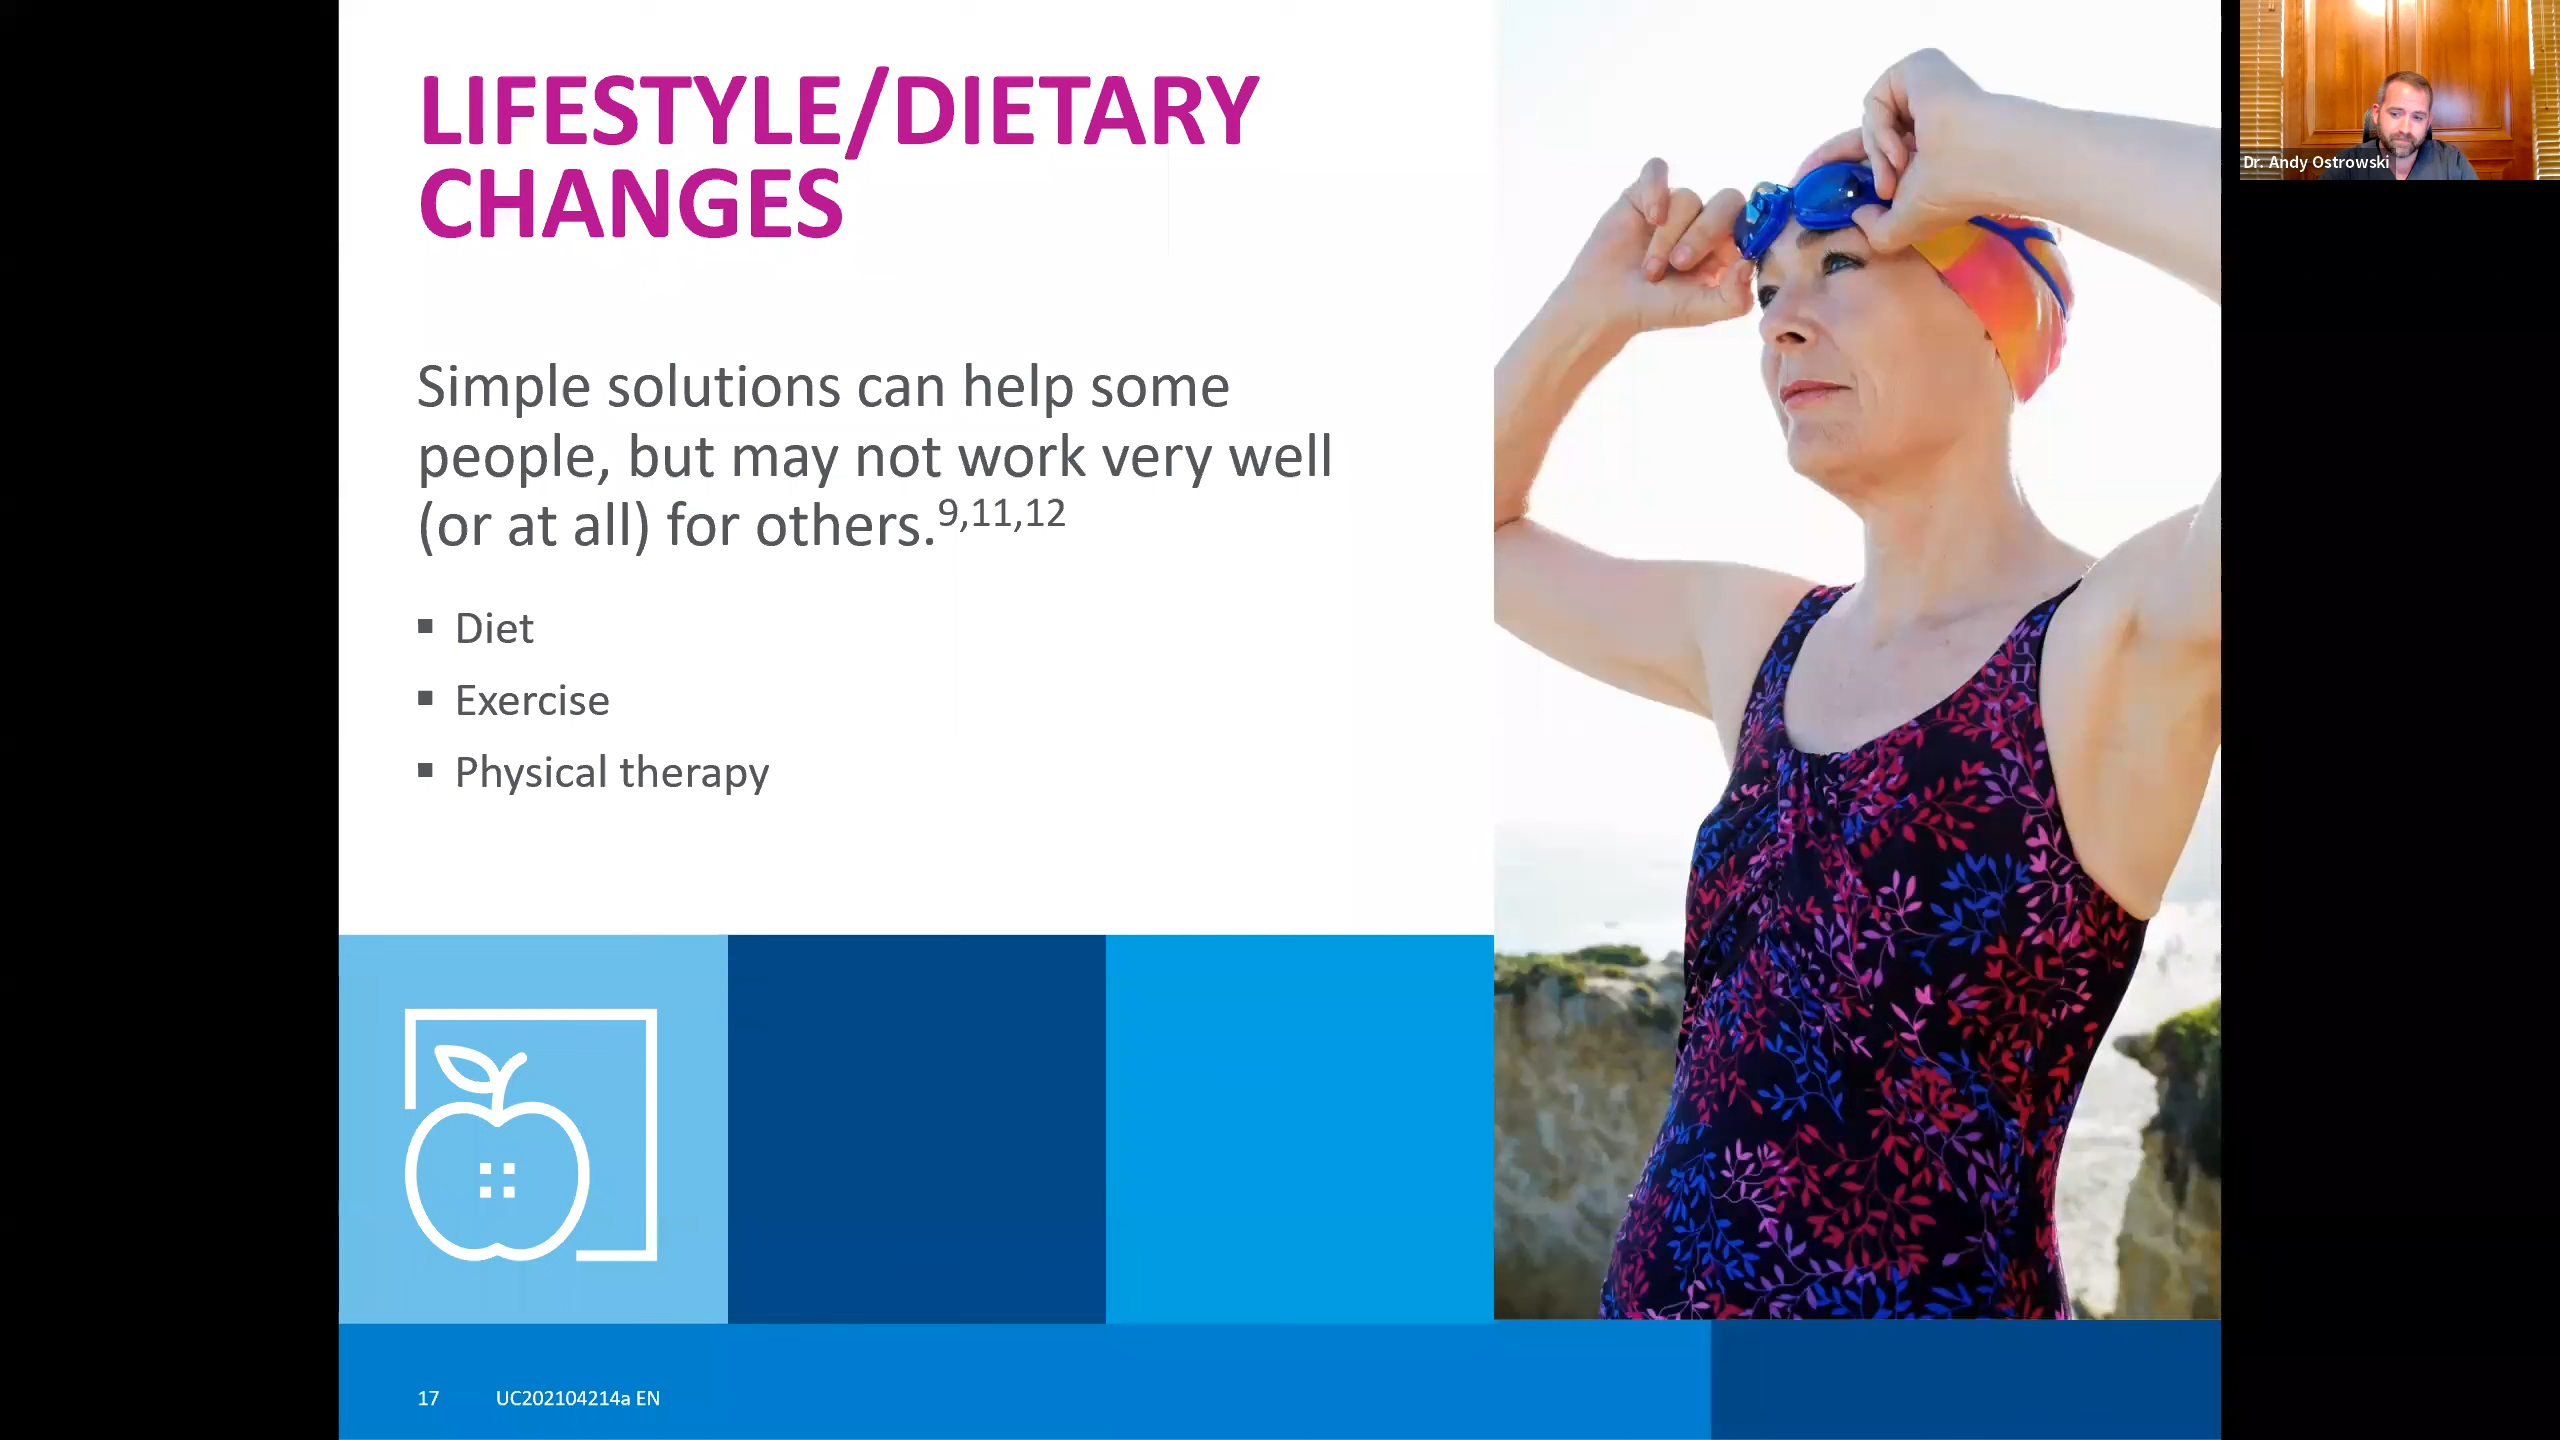 LIFESTYLE/DIETARY
CHANGES
Simple solutions can help some
people, but may not work very well
(or at all) for others.9,11,12
▪ Diet
▪ Exercise
▪ Physical therapy
17 UC202104214a EN
Dr. Andy Ostrowski